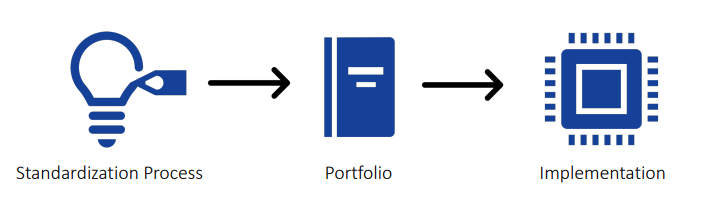 Standardization Process
Portfolio
Implementation